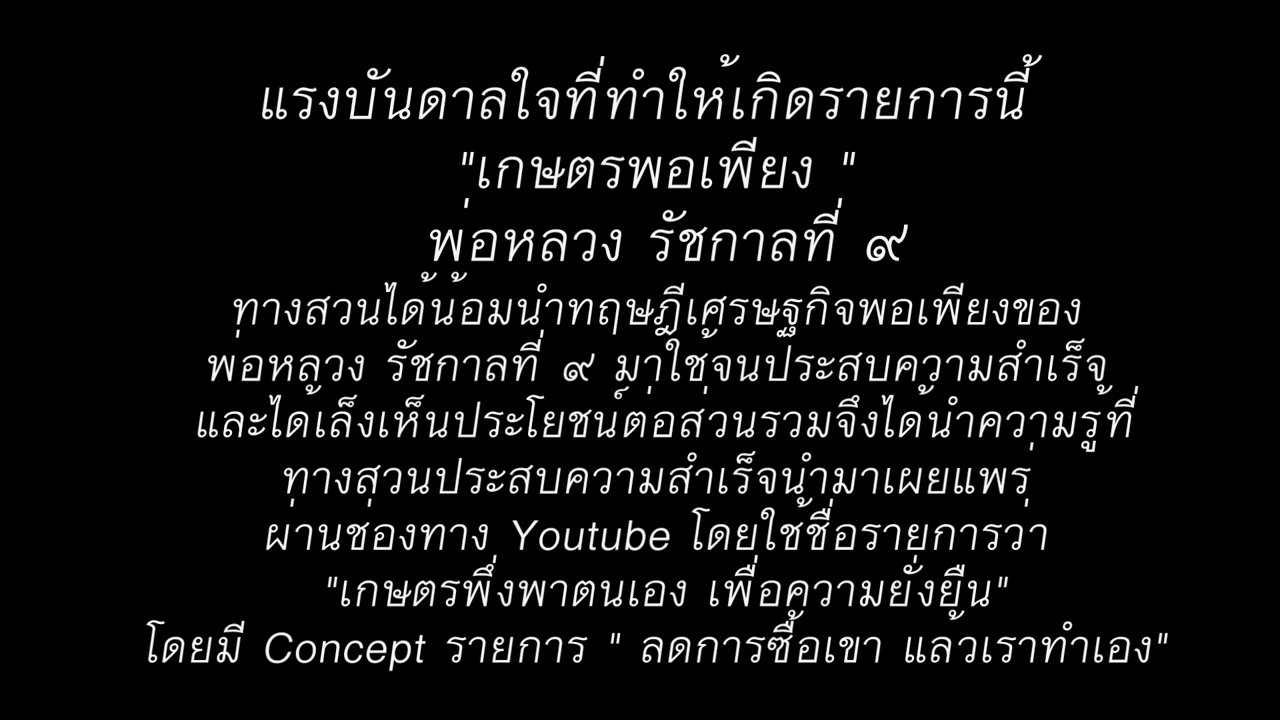 แรงบันดาลใจที่ทำให้เกิดรายการนี้
"เกษตรพอเพียง "
พ่อหลวง รัชกาลที่ ๙
ทางสวนได้น้อมนำทฤษฎีเศรษฐกิจพอเพียงของ
พ่อหลวง รัชกาลที่ ๙ มาใช้จนประสบความสำเร็จ
และได้เล็งเห็นประโยชน์ต่อส่วนรวมจึงได้นำความรู้ที่
ทางสวนประสบความสำเร็จนำมาเผยแพร่
ผ่านช่องทาง Youtube โดยใช้ชื่อรายการว่า
"เกษตรพึ่งพาตนเอง เพื่อความยั่งยืน"
โดยมี Concept รายการ " ลดการซื้อเขา แล้วเราทำเอง"